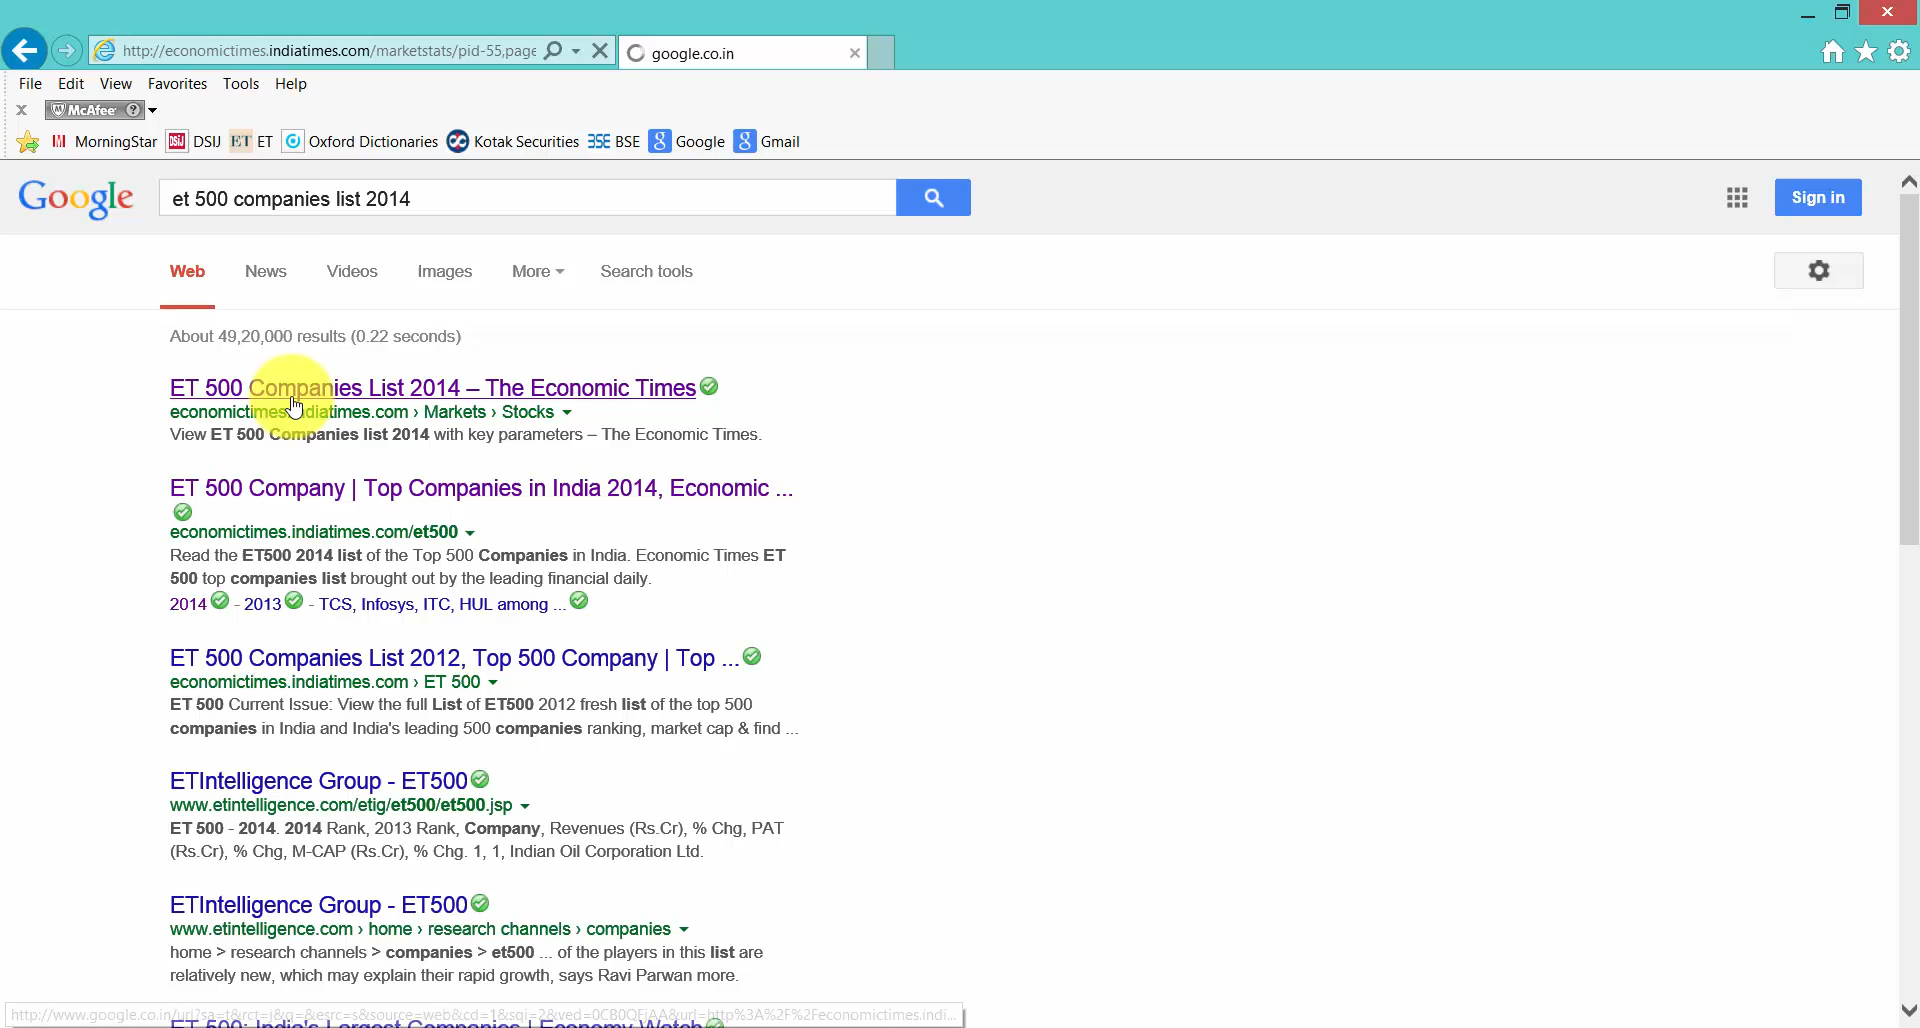 http://economictimes.indiatimes.com/marketstats/pid-55,page
google.co.in
File Edit View Favorites Tools Help
McAfee
MorningStar DSIJ ET ET Oxford Dictionaries Kotak Securities BSE BSE g Google g Gmail
Google et 500 companies list 2014 Sign in
Web News Videos Images More Search tools
About 49,20,000 results (0.22 seconds)
ET 500 Companies List 2014 – The Economic Times
economictimes.indiatimes.com › Markets › Stocks
View ET 500 Companies list 2014 with key parameters – The Economic Times.
ET 500 Company | Top Companies in India 2014, Economic ...
economictimes.indiatimes.com/et500
Read the ET500 2014 list of the Top 500 Companies in India. Economic Times ET
500 top companies list brought out by the leading financial daily.
2014 - 2013 - TCS, Infosys, ITC, HUL among ...
ET 500 Companies List 2012, Top 500 Company | Top ...
economictimes.indiatimes.com › ET 500
ET 500 Current Issue: View the full List of ET500 2012 fresh list of the top 500
companies in India and India's leading 500 companies ranking, market cap & find ...
ETIntelligence Group - ET500
www.etintelligence.com/etig/et500/et500.jsp
ET 500 - 2014. 2014 Rank, 2013 Rank, Company, Revenues (Rs.Cr), % Chg, PAT
(Rs.Cr), % Chg, M-CAP (Rs.Cr), % Chg. 1, 1, Indian Oil Corporation Ltd.
ETIntelligence Group - ET500
www.etintelligence.com › home › research channels › companies
home > research channels > companies > et500 ... of the players in this list are
relatively new, which may explain their rapid growth, says Ravi Parwan more.
http://www.google.co.in/url?sa=t&rct=j&q=&esrc=s&source=web&cd=1&sqi=2&ved=0CB0QFjAA&url=http%3A%2F%2Feconomictimes.indi...
ET 500: India's Largest Companies | Economy Watch